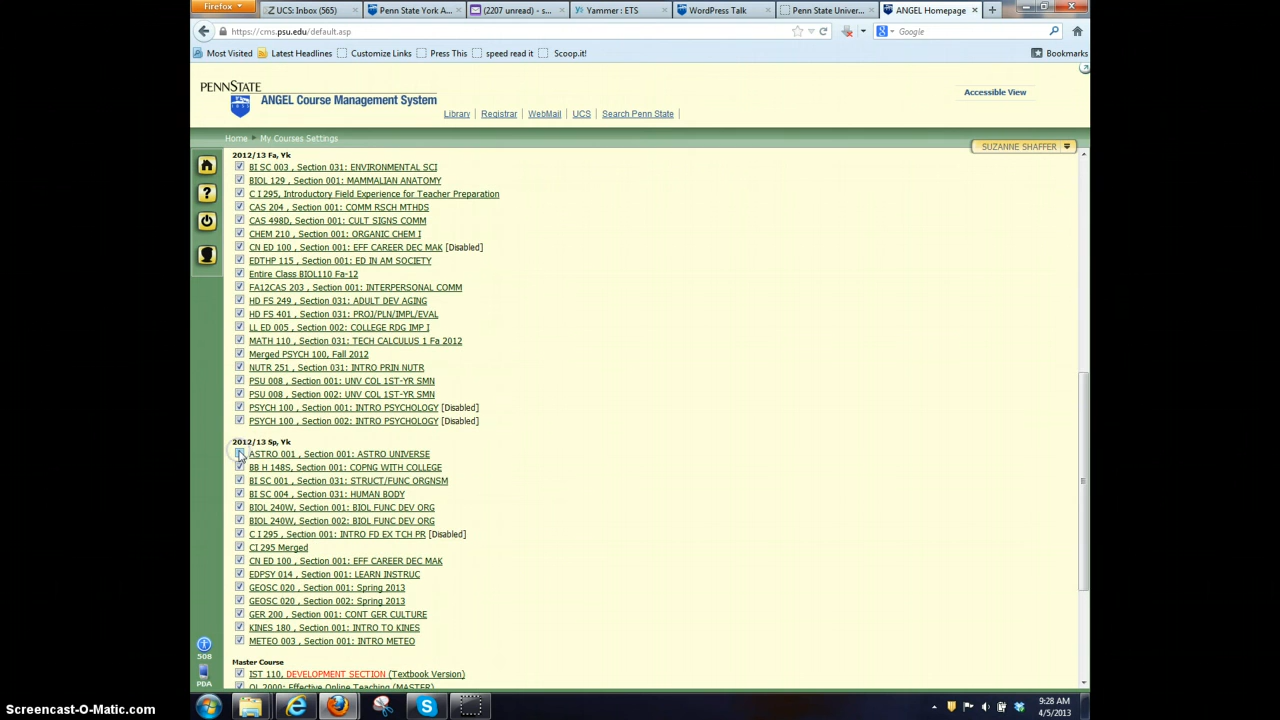 Firefox
UCS: Inbox (565)
Penn State York A...
(2207 unread) - s...
Yammer : ETS
WordPress Talk
Penn State Univer...
ANGEL Homepage
https://cms.psu.edu/default.asp
Google
Most Visited
Latest Headlines
Customize Links
Press This
speed read it
Scoop.it!
Bookmarks
PENNSTATE
ANGEL Course Management System
Accessible View
Library
Registrar
WebMail
UCS
Search Penn State
Home
My Courses Settings
SUZANNE SHAFFER
2012/13 Fa, Yk
BI SC 003 , Section 031: ENVIRONMENTAL SCI
BIOL 129 , Section 001: MAMMALIAN ANATOMY
C I 295, Introductory Field Experience for Teacher Preparation
CAS 204 , Section 001: COMM RSCH MTHDS
CAS 498D, Section 001: CULT SIGNS COMM
CHEM 210 , Section 001: ORGANIC CHEM I
CN ED 100 , Section 001: EFF CAREER DEC MAK [Disabled]
EDTHP 115 , Section 001: ED IN AM SOCIETY
Entire Class BIOL110 Fa-12
FA12CAS 203 , Section 001: INTERPERSONAL COMM
HD FS 249 , Section 031: ADULT DEV AGING
HD FS 401 , Section 031: PROJ/PLN/IMPL/EVAL
LL ED 005 , Section 002: COLLEGE RDG IMP I
MATH 110 , Section 031: TECH CALCULUS 1 Fa 2012
Merged PSYCH 100, Fall 2012
NUTR 251 , Section 031: INTRO PRIN NUTR
PSU 008 , Section 001: UNV COL 1ST-YR SMN
PSU 008 , Section 002: UNV COL 1ST-YR SMN
PSYCH 100 , Section 001: INTRO PSYCHOLOGY [Disabled]
PSYCH 100 , Section 002: INTRO PSYCHOLOGY [Disabled]
2012/13 Sp, Yk
ASTRO 001 , Section 001: ASTRO UNIVERSE
BB H 148S, Section 001: COPNG WITH COLLEGE
BI SC 001 , Section 031: STRUCT/FUNC ORGNSM
BI SC 004 , Section 031: HUMAN BODY
BIOL 240W, Section 001: BIOL FUNC DEV ORG
BIOL 240W, Section 002: BIOL FUNC DEV ORG
C I 295 , Section 001: INTRO FD EX TCH PR [Disabled]
CI 295 Merged
CN ED 100 , Section 001: EFF CAREER DEC MAK
EDPSY 014 , Section 001: LEARN INSTRUC
GEOSC 020 , Section 001: Spring 2013
GEOSC 020 , Section 002: Spring 2013
GER 200 , Section 001: CONT GER CULTURE
KINES 180 , Section 001: INTRO TO KINES
METEO 003 , Section 001: INTRO METEO
Master Course
IST 110, DEVELOPMENT SECTION (Textbook Version)
OL 2000: Effective Online Teaching (MASTER)
508
PDA
9:28 AM
4/5/2013
Screencast-O-Matic.com